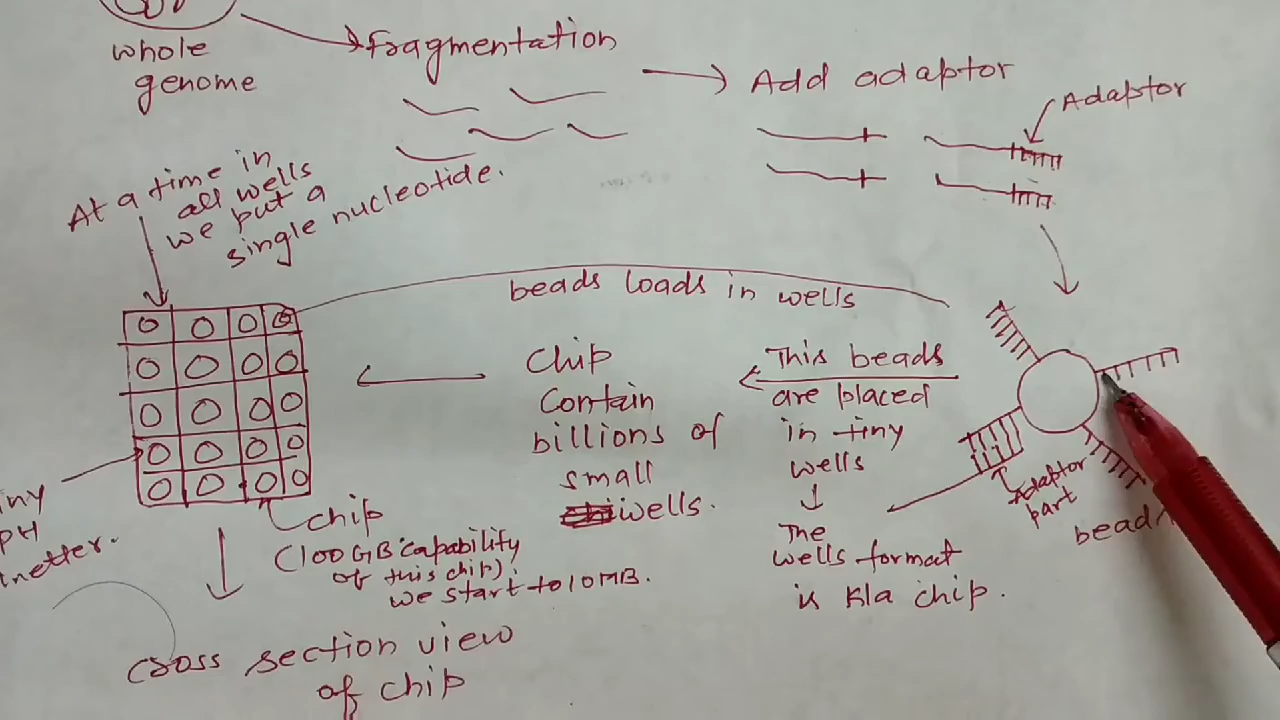 whole
genome
Fragmentation
Add adaptor
Adaptor
At a time in
all wells
we put a
single nucleotide.
beads loads in wells
Chip
Contain
billions of
small
wells.
This beads
are placed
in tiny
wells
The
wells format
is
chip.
Adaptor
part
bead
iny
PH
metter.
chip
(100 GB capability
of this chip).
we start to 10 MB.
cross section view
of chip